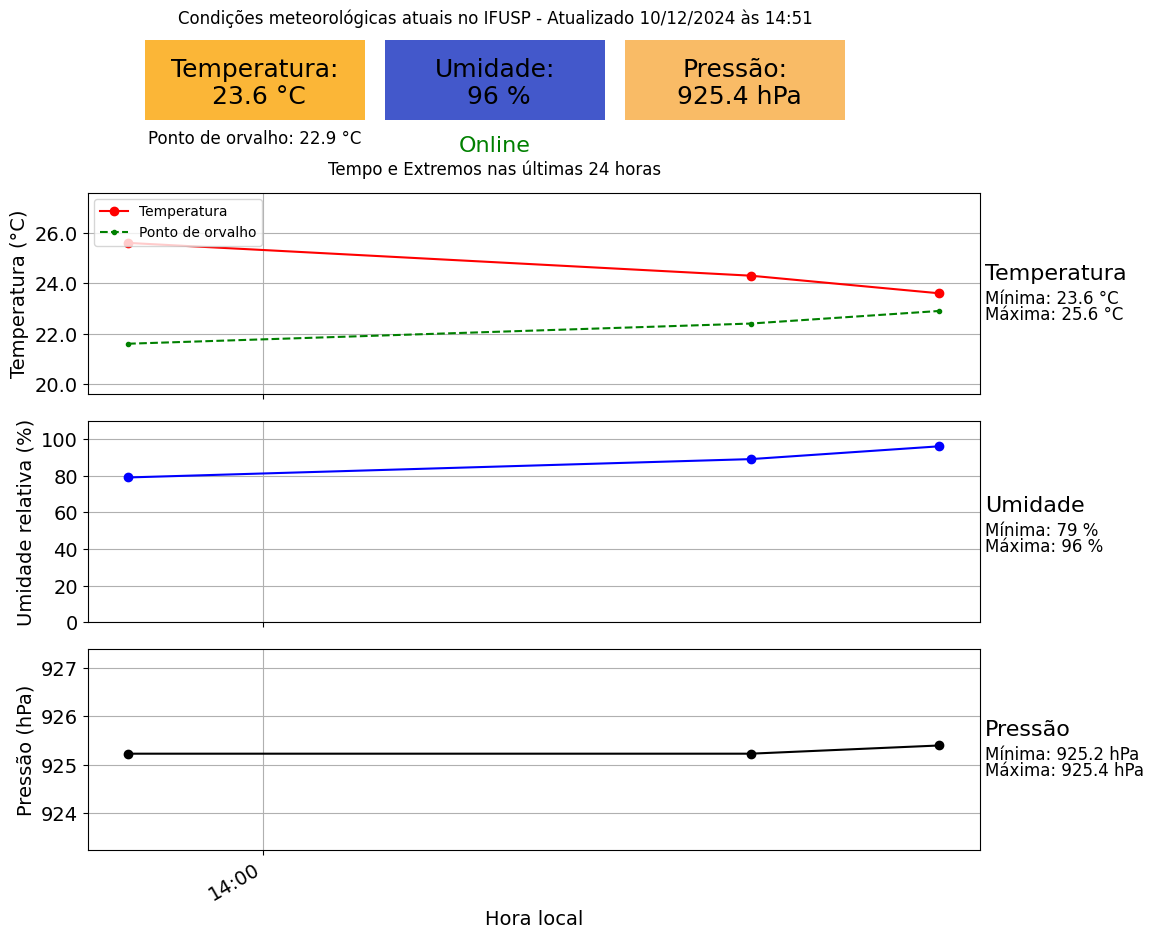 Condições meteorológicas atuais no IFUSP - Atualizado 10/12/2024 às 14:51
Temperatura:
23.6 °C
Umidade:
96 %
Pressão:
925.4 hPa
Ponto de orvalho: 22.9 °C
Online
Tempo e Extremos nas últimas 24 horas
Temperatura
Ponto de orvalho
Temperatura (°C)
26.0
24.0
22.0
20.0
Temperatura
Mínima: 23.6 °C
Máxima: 25.6 °C
Umidade relativa (%)
100
80
60
40
20
0
Umidade
Mínima: 79 %
Máxima: 96 %
Pressão (hPa)
927
926
925
924
Pressão
Mínima: 925.2 hPa
Máxima: 925.4 hPa
14:00
Hora local